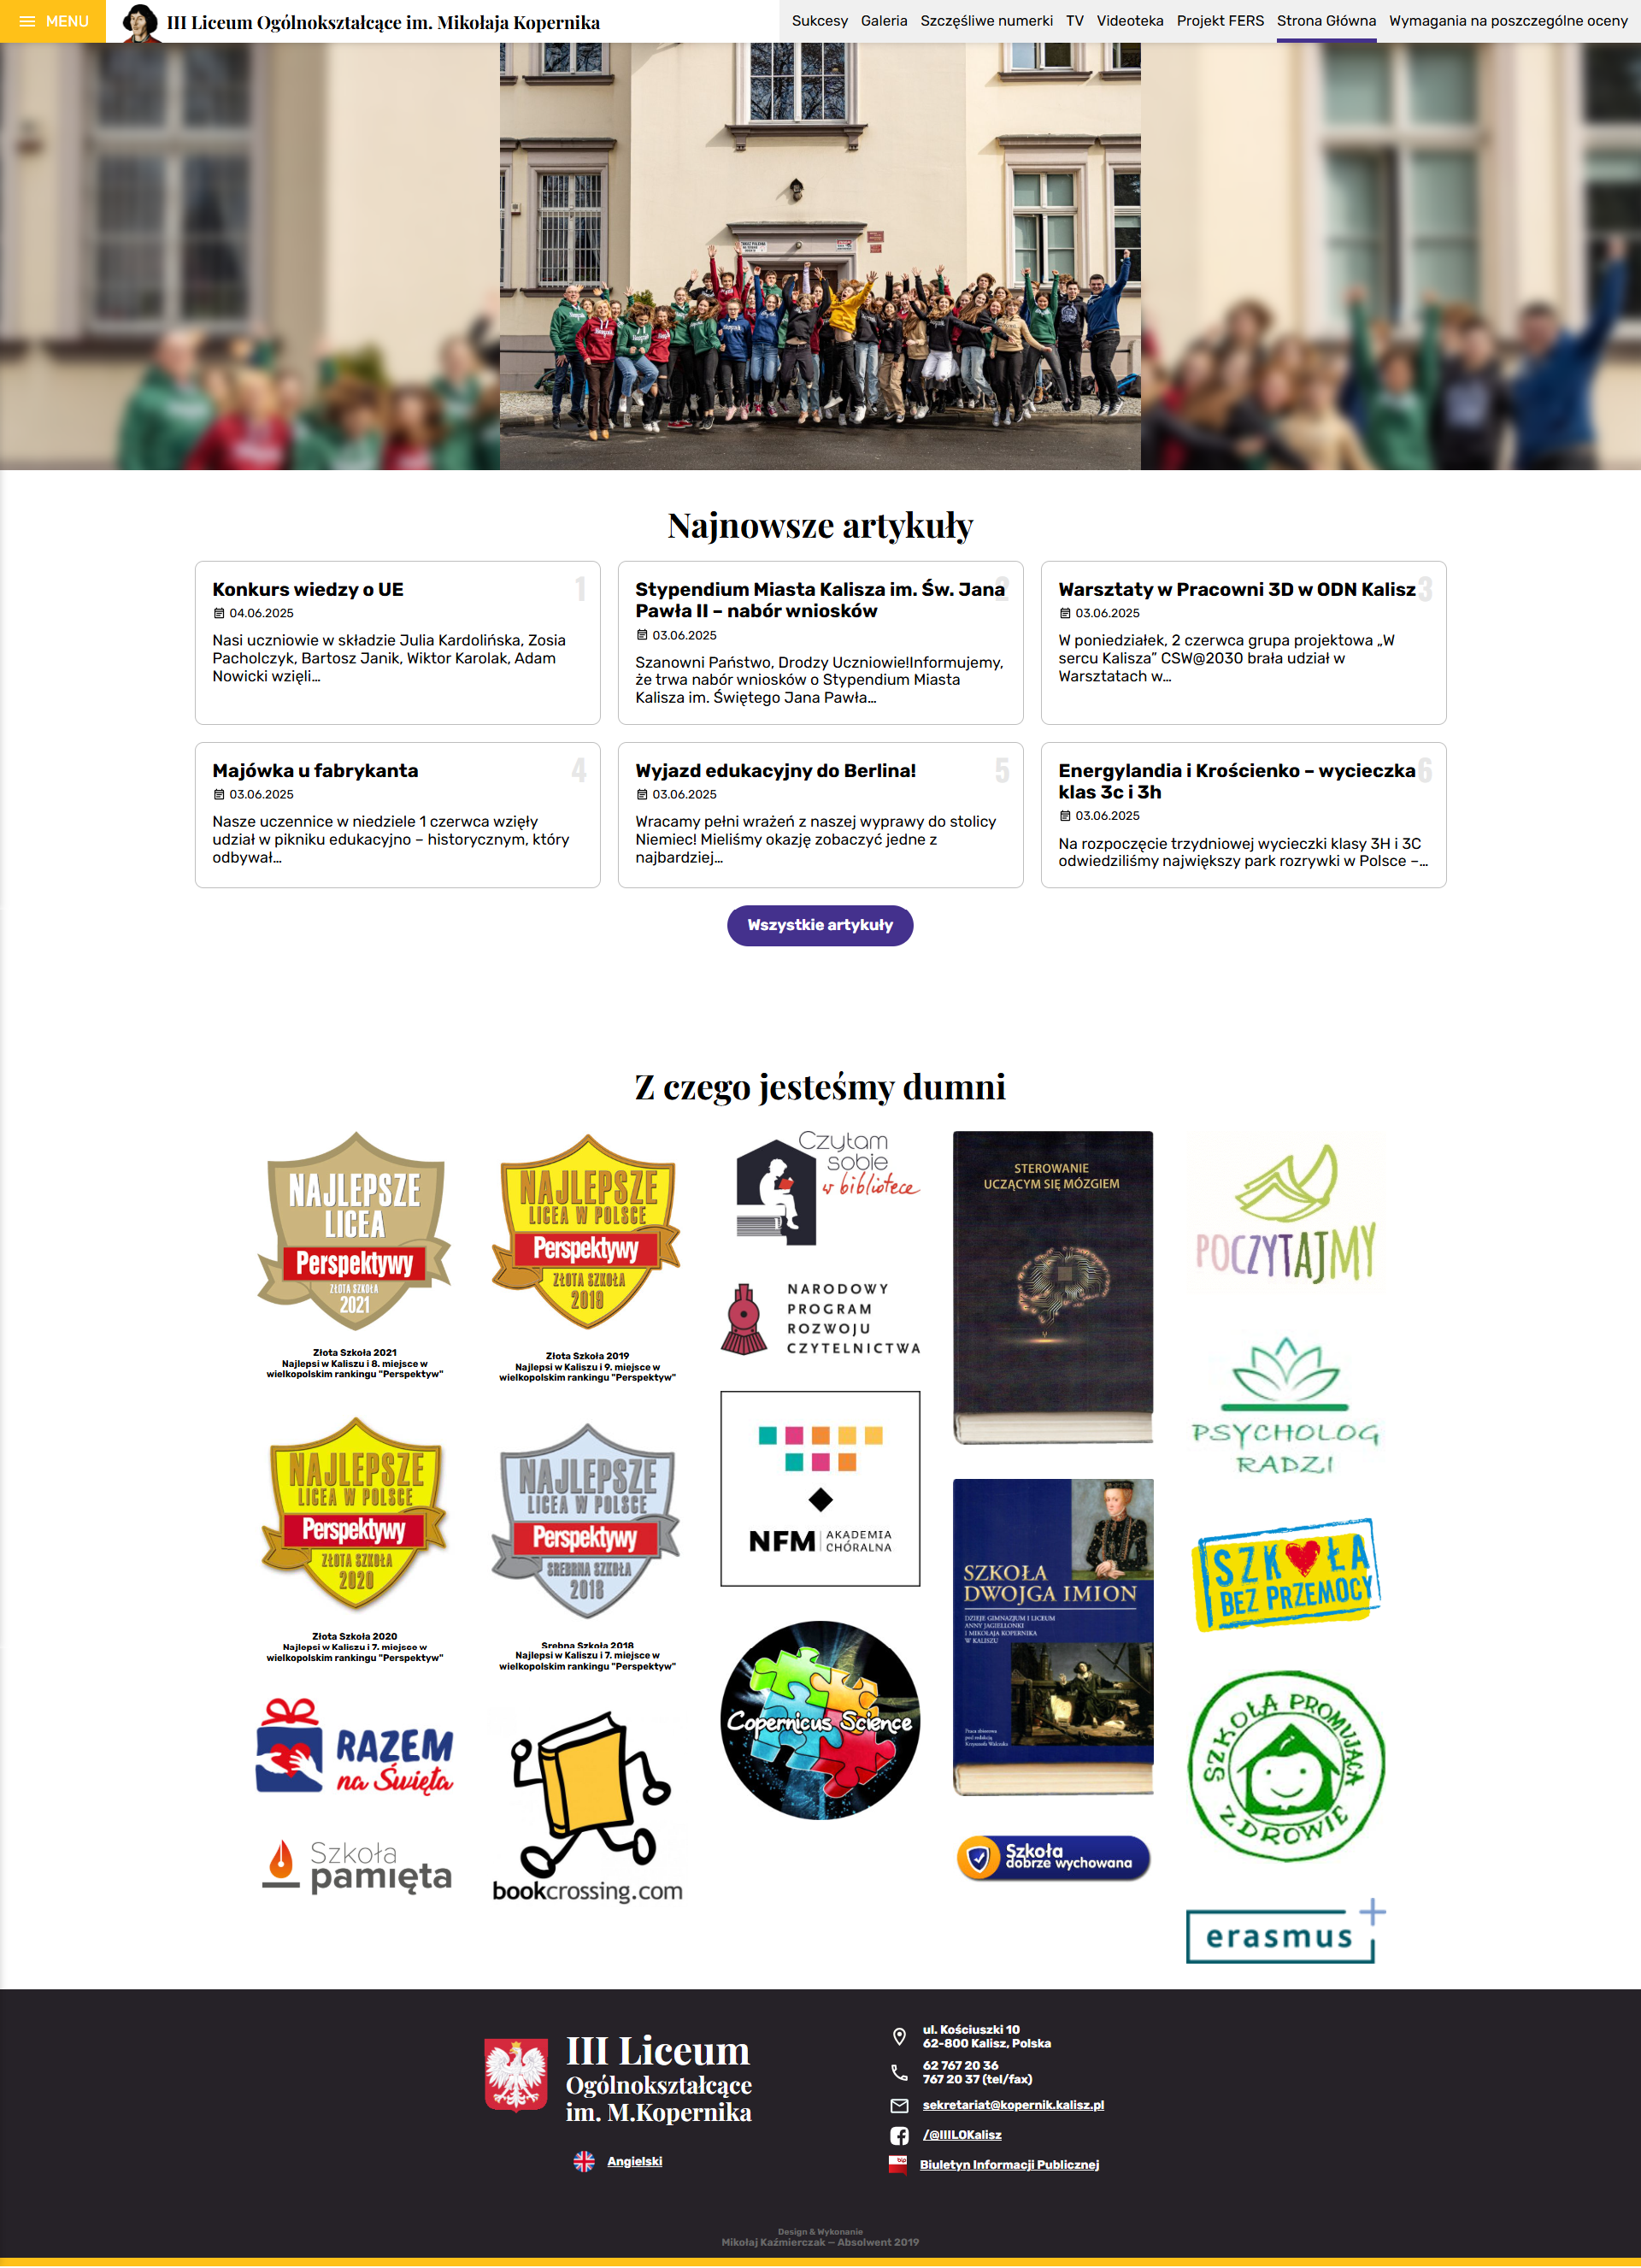 MENU
III Liceum Ogólnokształcące im. Mikołaja Kopernika
Sukcesy Galeria Szczęśliwe numerki TV Videoteka Projekt FERS Strona Główna Wymagania na poszczególne oceny
Najnowsze artykuły
Konkurs wiedzy o UE 1
04.06.2025
Nasi uczniowie w składzie Julia Kardolińska, Zosia
Pacholczyk, Bartosz Janik, Wiktor Karolak, Adam
Nowicki wzięli...
Stypendium Miasta Kalisza im. Św. Jana 2
Pawła II – nabór wniosków
03.06.2025
Szanowni Państwo, Drodzy Uczniowie!Informujemy,
że trwa nabór wniosków o Stypendium Miasta
Kalisza im. Świętego Jana Pawła...
Warsztaty w Pracowni 3D w ODN Kalisz 3
03.06.2025
W poniedziałek, 2 czerwca grupa projektowa „W
sercu Kalisza” CSW@2030 brała udział w
Warsztatach w...
Majówka u fabrykanta 4
03.06.2025
Nasze uczennice w niedziele 1 czerwca wzięły
udział w pikniku edukacyjno – historycznym, który
odbywał...
Wyjazd edukacyjny do Berlina! 5
03.06.2025
Wracamy pełni wrażeń z naszej wyprawy do stolicy
Niemiec! Mieliśmy okazję zobaczyć jedne z
najbardziej...
Energylandia i Krościenko – wycieczka 6
klas 3c i 3h
03.06.2025
Na rozpoczęcie trzydniowej wycieczki klasy 3H i 3C
odwiedziliśmy największy park rozrywki w Polsce –...
Wszystkie artykuły
Z czego jesteśmy dumni
NAJLEPSZE
LICEA
Perspektywy
ZŁOTA SZKOŁA
2021
Złota Szkoła 2021
Najlepsi w Kaliszu i 8. miejsce w
wielkopolskim rankingu "Perspektyw"
NAJLEPSZE
LICEA W POLSCE
Perspektywy
ZŁOTA SZKOŁA
2020
Złota Szkoła 2020
Najlepsi w Kaliszu i 7. miejsce w
wielkopolskim rankingu "Perspektyw"
RAZEM
na Święta
Szkoła
pamięta
NAJLEPSZE
LICEA W POLSCE
Perspektywy
ZŁOTA SZKOŁA
2019
Złota Szkoła 2019
Najlepsi w Kaliszu i 9. miejsce w
wielkopolskim rankingu "Perspektyw"
NAJLEPSZE
LICEA W POLSCE
Perspektywy
SREBRNA SZKOŁA
2018
Srebna Szkoła 2018
Najlepsi w Kaliszu i 7. miejsce w
wielkopolskim rankingu "Perspektyw"
bookcrossing.com
Czytam
sobie
w bibliotece
NARODOWY
PROGRAM
ROZWOJU
CZYTELNICTWA
NFM AKADEMIA
CHÓRALNA
Copernicus Science
STEROWANIE
UCZĄCYM SIĘ MÓZGIEM
SZKOŁA
DWOJGA IMION
DZIEJE GIMNAZJUM I LICEUM
ANNY JAGIELLONKI
I MIKOŁAJA KOPERNIKA
W KALISZU
Praca zbiorowa
pod redakcją
Krzysztofa Walczaka
Szkoła
dobrze wychowana
POCZYTAJMY
PSYCHOLOG
RADZI
SZKOŁA
BEZ PRZEMOCY
SZKOŁA PROMUJĄCA
ZDROWIE
erasmus+
III Liceum
Ogólnokształcące
im. M.Kopernika
Angielski
ul. Kościuszki 10
62-800 Kalisz, Polska
62 767 20 36
767 20 37 (tel/fax)
sekretariat@kopernik.kalisz.pl
/@IIILOKalisz
bip
Biuletyn Informacji Publicznej
Design & Wykonanie
Mikołaj Kaźmierczak — Absolwent 2019